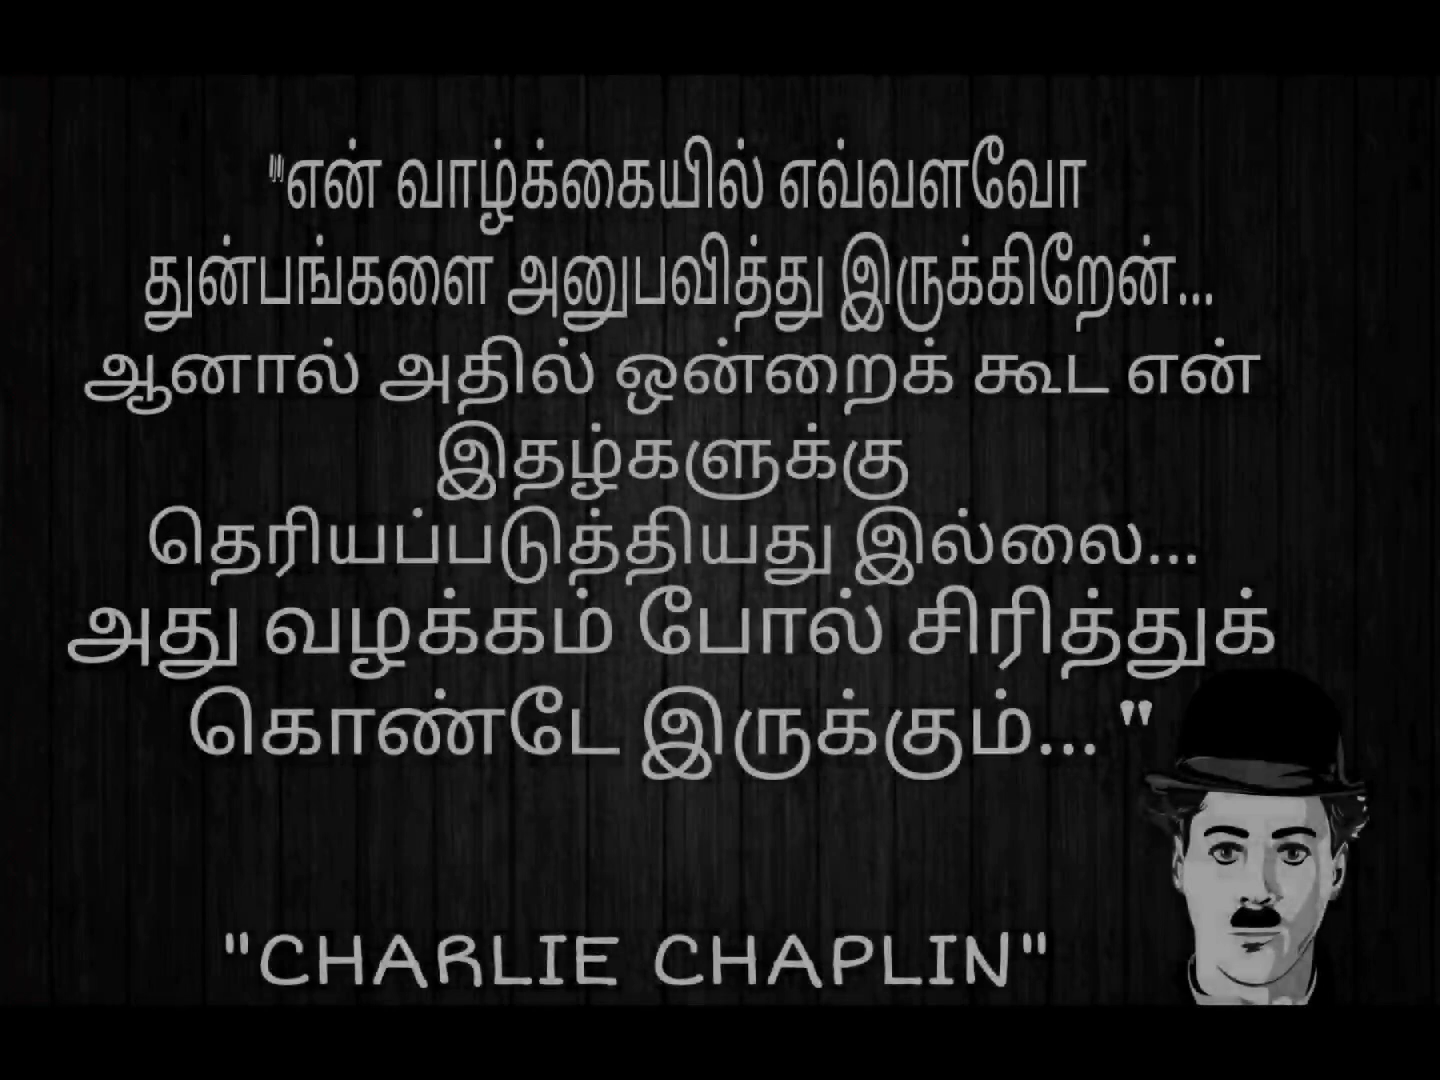 "என் வாழ்க்கையில் எவ்வளவோ
துன்பங்களை அனுபவித்து இருக்கிறேன்...
ஆனால் அதில் ஒன்றைக் கூட என்
இதழ்களுக்கு
தெரியப்படுத்தியது இல்லை...
அது வழக்கம் போல் சிரித்துக்
கொண்டே இருக்கும்... "
"CHARLIE CHAPLIN"